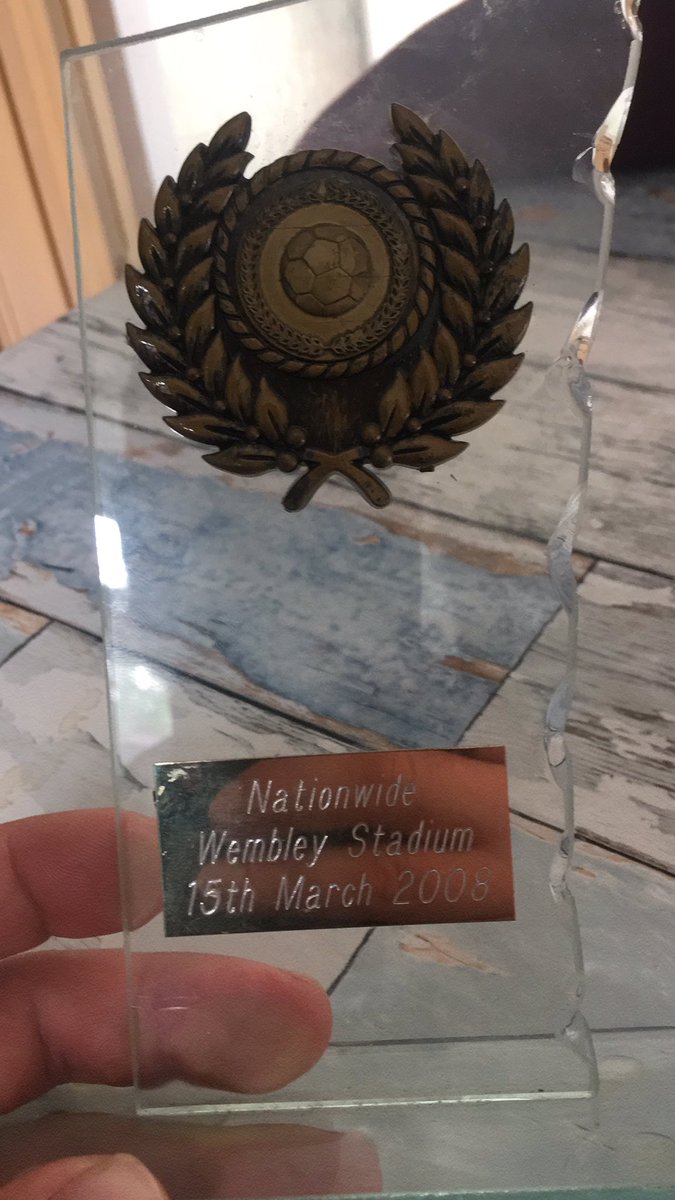 Nationwide
Wembley Stadium
15th March 2008